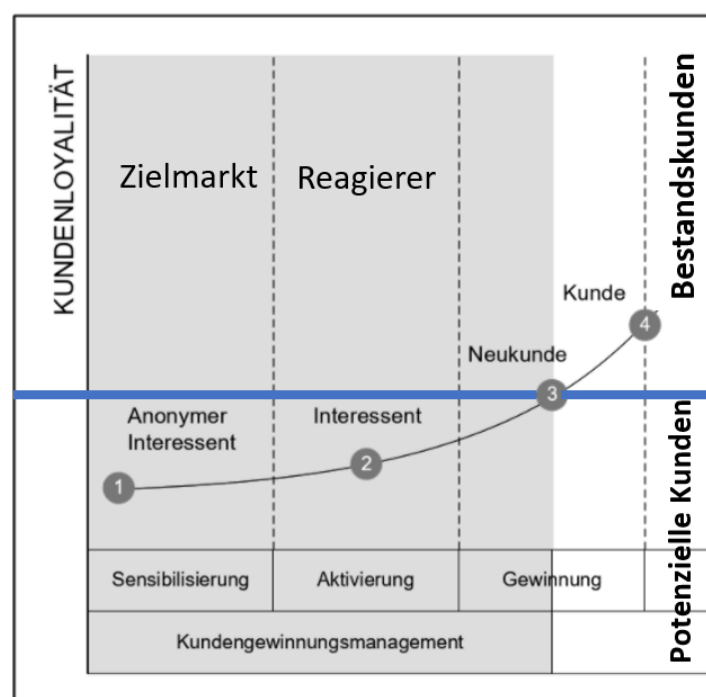 KUNDENLOYALITÄT
Zielmarkt
Reagierer
Bestandskunden
Kunde
4
Neukunde
3
Anonymer
Interessent
Interessent
2
1
Potenzielle Kunden
Sensibilisierung
Aktivierung
Gewinnung
Kundengewinnungsmanagement